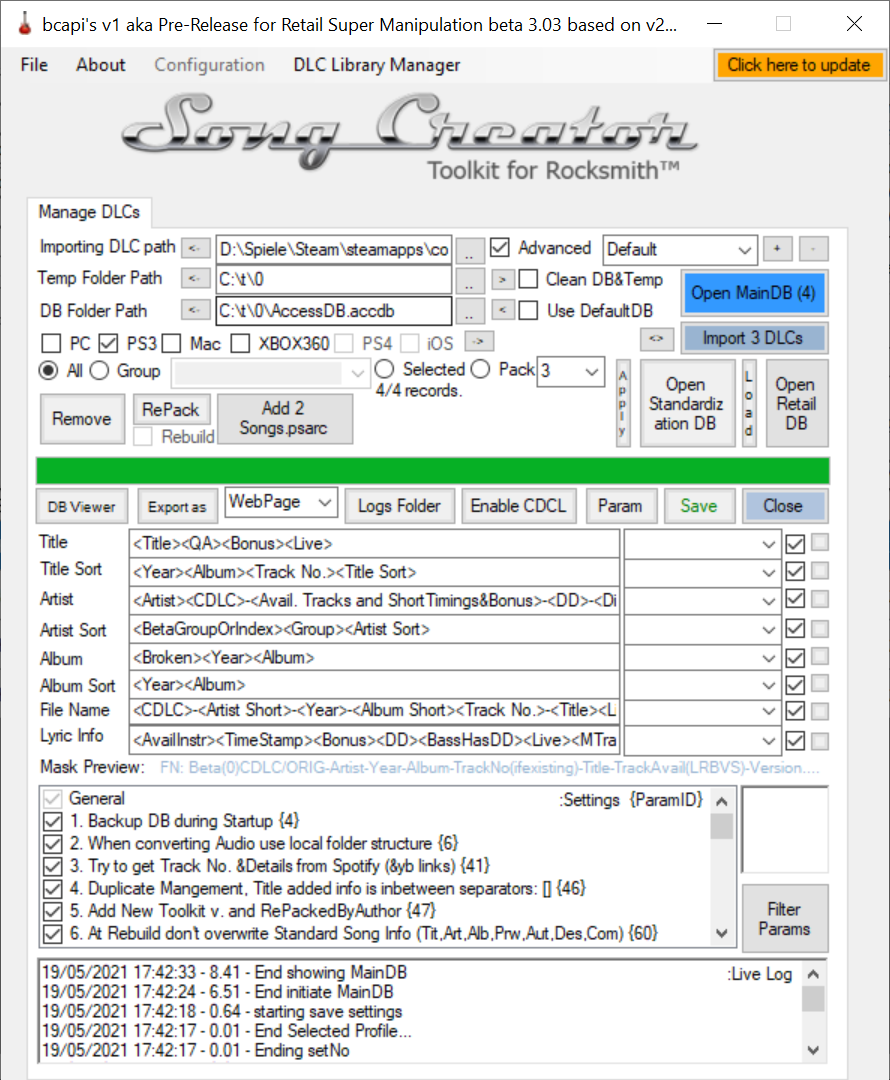 bcapi's v1 aka Pre-Release for Retail Super Manipulation beta 3.03 based on v2...
File About Configuration DLC Library Manager Click here to update
Song Creator
Toolkit for Rocksmith™
Manage DLCs
Importing DLC path <- D:\Spiele\Steam\steamapps\co .. Advanced Default + -
Temp Folder Path <- C:\t\0 .. > Clean DB&Temp Open MainDB (4)
DB Folder Path <- C:\t\0\AccessDB.accdb .. < Use DefaultDB
PC PS3 Mac XBOX360 PS4 iOS -> <> Import 3 DLCs
All Group Selected Pack 3
4/4 records.
Remove RePack Add 2 Songs.psarc Apply Open Standardiz ation DB Load Open Retail DB
Rebuild
DB Viewer Export as WebPage Logs Folder Enable CDCL Param Save Close
Title <Title><QA><Bonus><Live>
Title Sort <Year><Album><Track No.><Title Sort>
Artist <Artist><CDLC>-<Avail. Tracks and ShortTimings&Bonus>-<DD>-<Di
Artist Sort <BetaGroupOrIndex><Group><Artist Sort>
Album <Broken><Year><Album>
Album Sort <Year><Album>
File Name <CDLC>-<Artist Short>-<Year>-<Album Short><Track No.>-<Title><L
Lyric Info <AvailInstr><TimeStamp><Bonus><DD><BassHasDD><Live><MTra
Mask Preview: FN: Beta(0)CDLC/ORIG-Artist-Year-Album-TrackNo(ifexisting)-Title-TrackAvail(LRBVS)-Version....
General :Settings {ParamID}
1. Backup DB during Startup {4}
2. When converting Audio use local folder structure {6}
3. Try to get Track No. &Details from Spotify (&yb links) {41}
4. Duplicate Mangement, Title added info is inbetween separators: [] {46}
5. Add New Toolkit v. and RePackedByAuthor {47}
6. At Rebuild don't overwrite Standard Song Info (Tit,Art,Alb,Prw,Aut,Des,Com) {60}
Filter Params
19/05/2021 17:42:33 - 8.41 - End showing MainDB :Live Log
19/05/2021 17:42:24 - 6.51 - End initiate MainDB
19/05/2021 17:42:18 - 0.64 - starting save settings
19/05/2021 17:42:17 - 0.01 - End Selected Profile...
19/05/2021 17:42:17 - 0.01 - Ending setNo